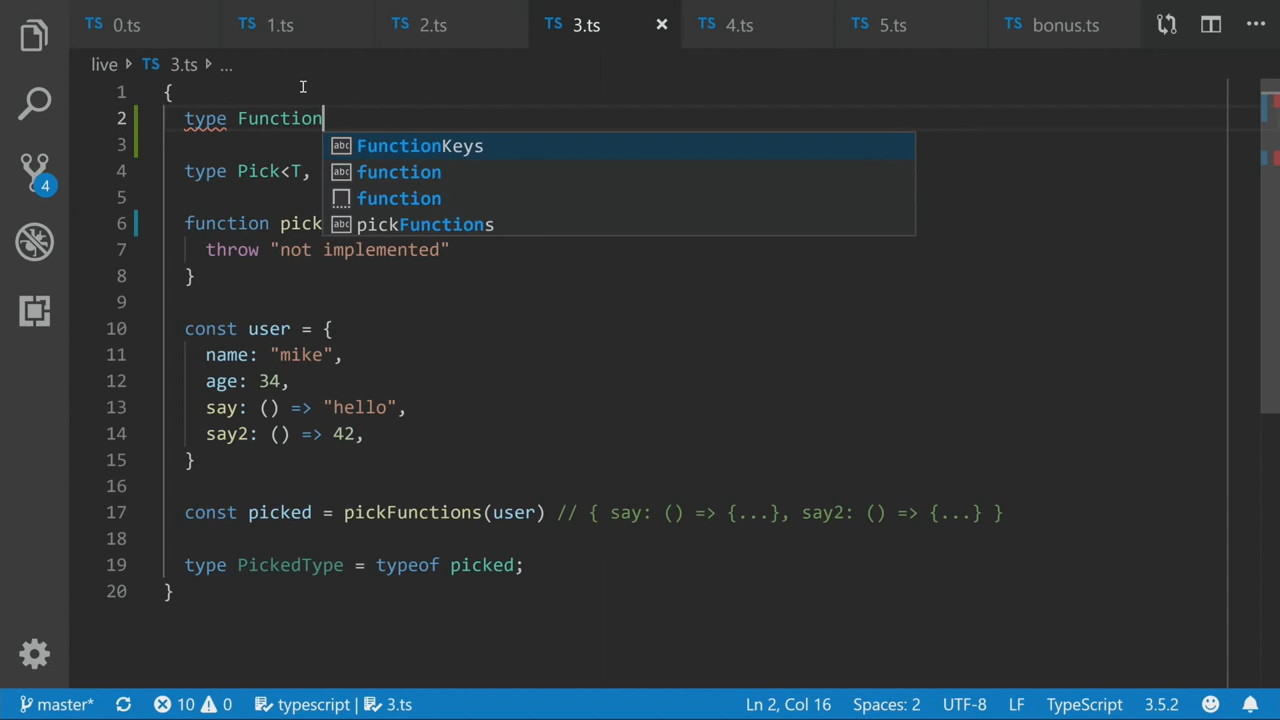 TS 0.ts TS 1.ts TS 2.ts TS 3.ts × TS 4.ts TS 5.ts TS bonus.ts ...
live TS 3.ts ...
1 {
2 type Function
abc FunctionKeys
3
abc function
4 type Pick<T,
function
5
abc pickFunctions
6 function pick
7 throw "not implemented"
8 }
9
10 const user = {
11 name: "mike",
12 age: 34,
13 say: () => "hello",
14 say2: () => 42,
15 }
16
17 const picked = pickFunctions(user) // { say: () => {...}, say2: () => {...} }
18
19 type PickedType = typeof picked;
20 }
4
master* 10 0 typescript | 3.ts Ln 2, Col 16 Spaces: 2 UTF-8 LF TypeScript 3.5.2